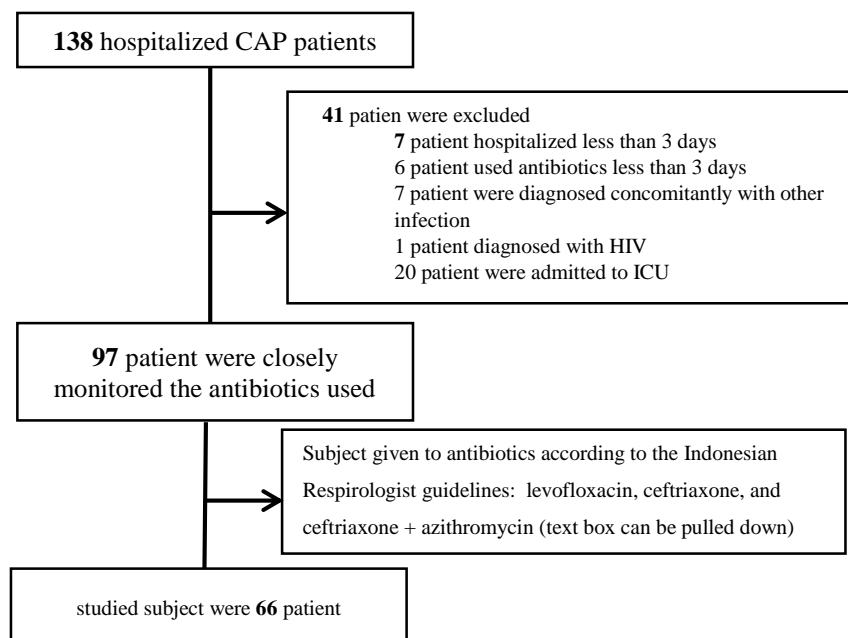 138 hospitalized CAP patients
41 patien were excluded
7 patient hospitalized less than 3 days
6 patient used antibiotics less than 3 days
7 patient were diagnosed concomitantly with other
infection
1 patient diagnosed with HIV
20 patient were admitted to ICU
97 patient were closely
monitored the antibiotics used
Subject given to antibiotics according to the Indonesian
Respirologist guidelines: levofloxacin, ceftriaxone, and
ceftriaxone + azithromycin (text box can be pulled down)
studied subject were 66 patient